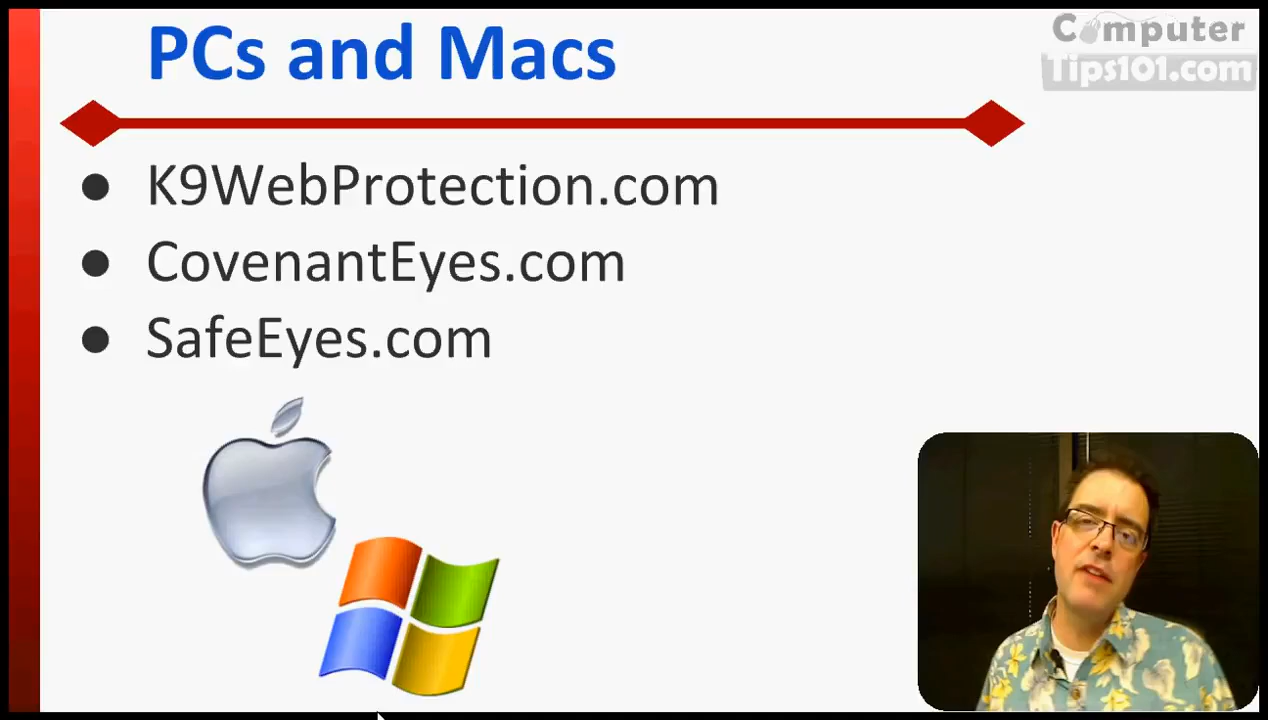 PCs and Macs
Computer
Tips101.com
K9WebProtection.com
CovenantEyes.com
SafeEyes.com